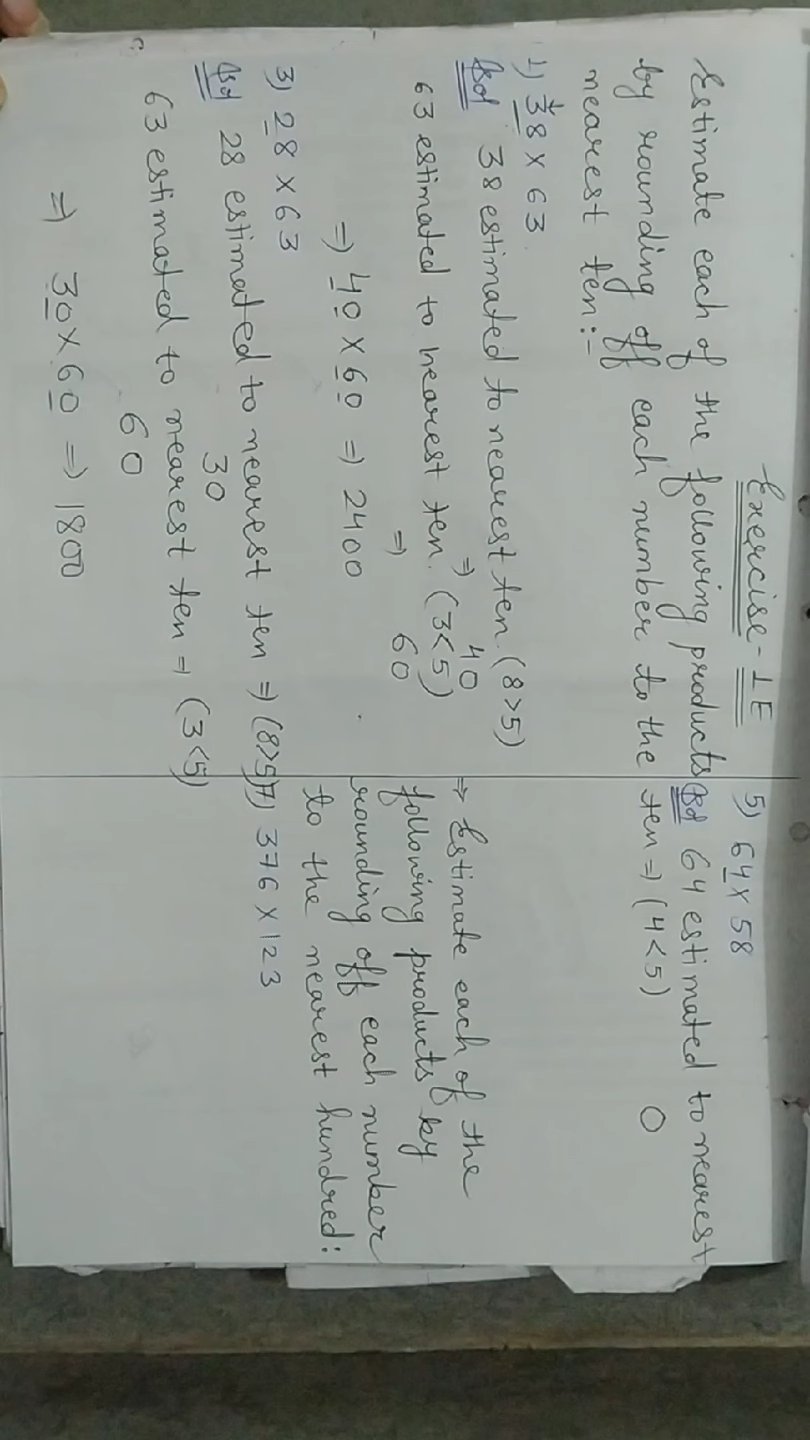 Exercise - 1E
Estimate each of the following products
by rounding off each number to the
nearest ten:-
1) 38 × 63
Sol 38 estimated to nearest ten (8>5)
⇒ 40
63 estimated to nearest ten. (3<5)
⇒ 60
⇒ 40 × 60 ⇒ 2400
3) 28 × 63
Sol 28 estimated to nearest ten ⇒ (8>5)
30
63 estimated to nearest ten ⇒ (3<5)
60
⇒ 30 × 60 ⇒ 1800
5) 64 × 58
Sol 64 estimated to nearest
ten ⇒ (4<5)
0
⇒ Estimate each of the
following products by
rounding off each number
to the nearest hundred:
7) 376 × 123